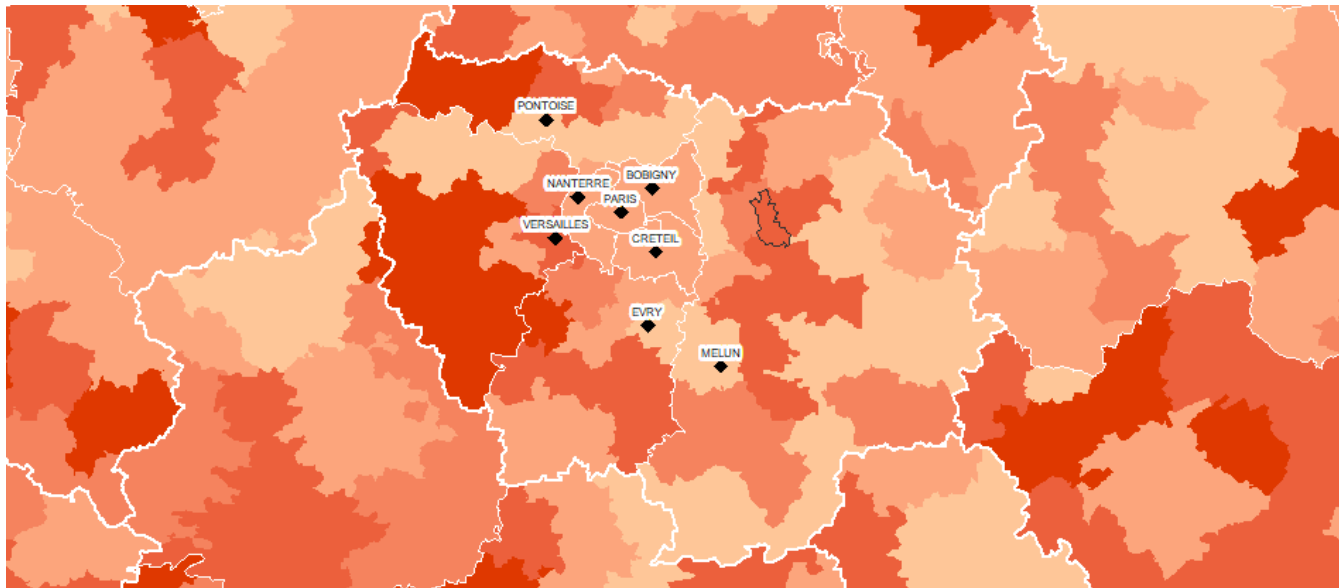 PONTOISE
BOBIGNY
NANTERRE
PARIS
VERSAILLES
CRETEIL
EVRY
MELUN